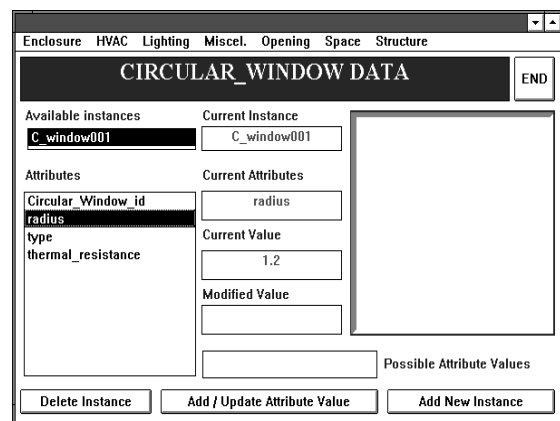 Enclosure HVAC Lighting Miscel. Opening Space Structure
CIRCULAR_WINDOW DATA
END
Available instances
C_window001
Current Instance
C_window001
Attributes
Circular_Window_id
radius
type
thermal_resistance
Current Attributes
radius
Current Value
1.2
Modified Value
Possible Attribute Values
Delete Instance
Add / Update Attribute Value
Add New Instance